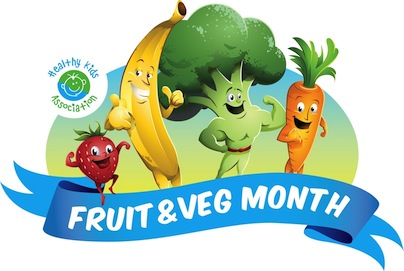 Healthy Kids
Association
FRUIT & VEG MONTH